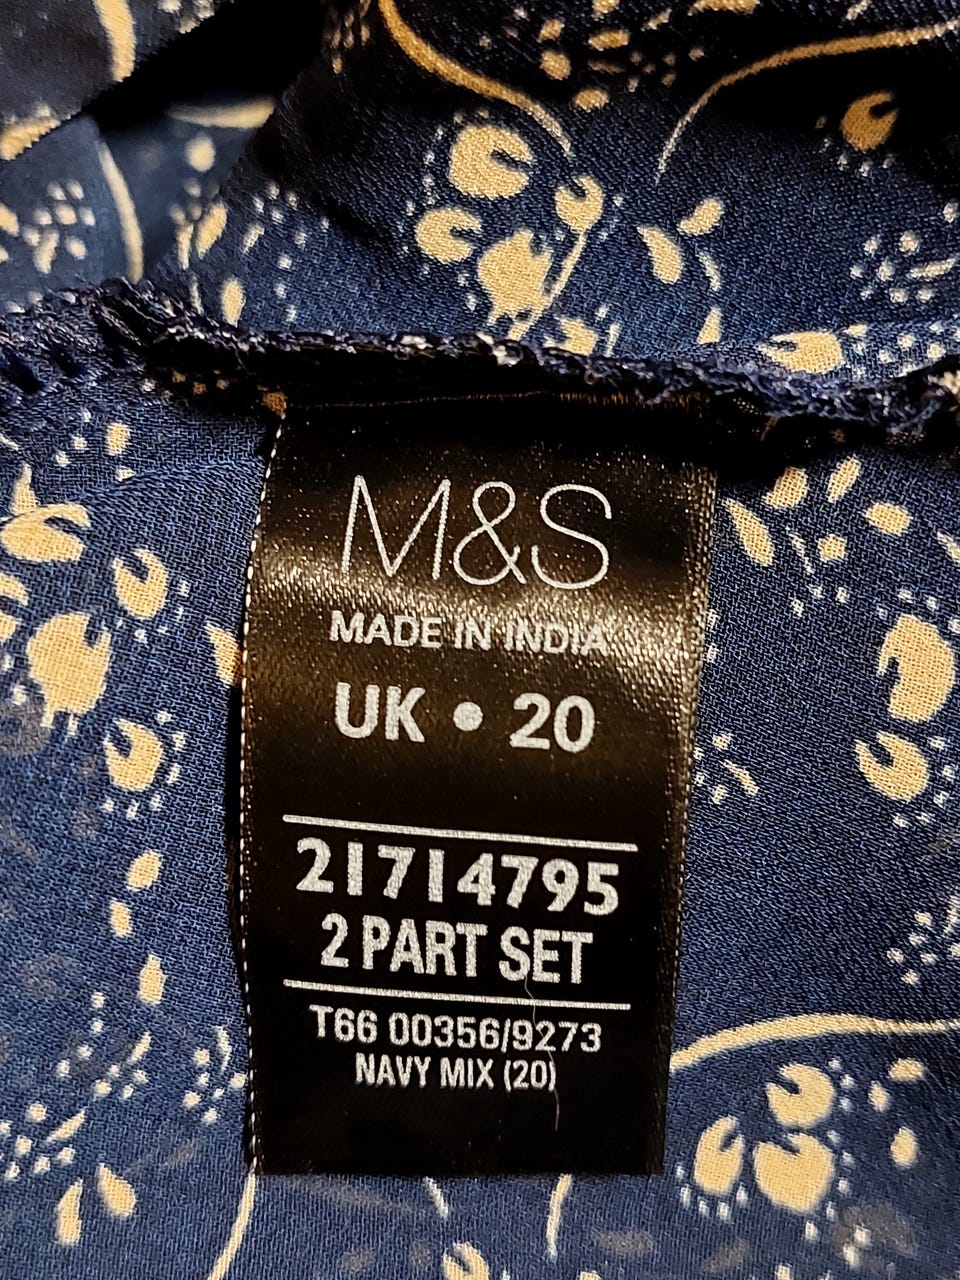 M&S
MADE IN INDIA
UK • 20
21714795
2 PART SET
T66 00356/9273
NAVY MIX (20)